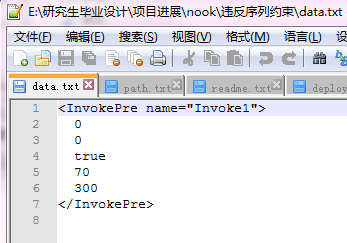 E:\研究生毕业设计\项目进展\nook\违反序列约束\data.txt
文件(F) 编辑(E) 搜索(S) 视图(V) 格式(M) 语言(L) 设
data.txt path.txt readme.txt deploy
1 <InvokePre name="Invoke1">
2 0
3 0
4 true
5 70
6 300
7 </InvokePre>
8